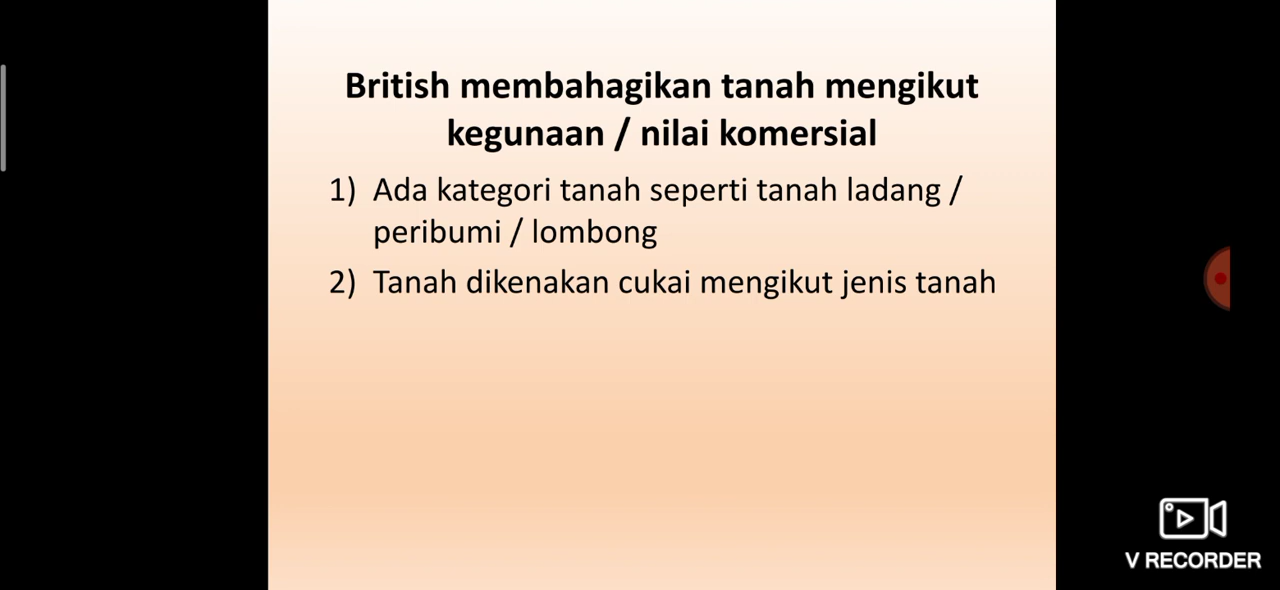 British membahagikan tanah mengikut
kegunaan / nilai komersial
1) Ada kategori tanah seperti tanah ladang /
peribumi / lombong
2) Tanah dikenakan cukai mengikut jenis tanah
V RECORDER